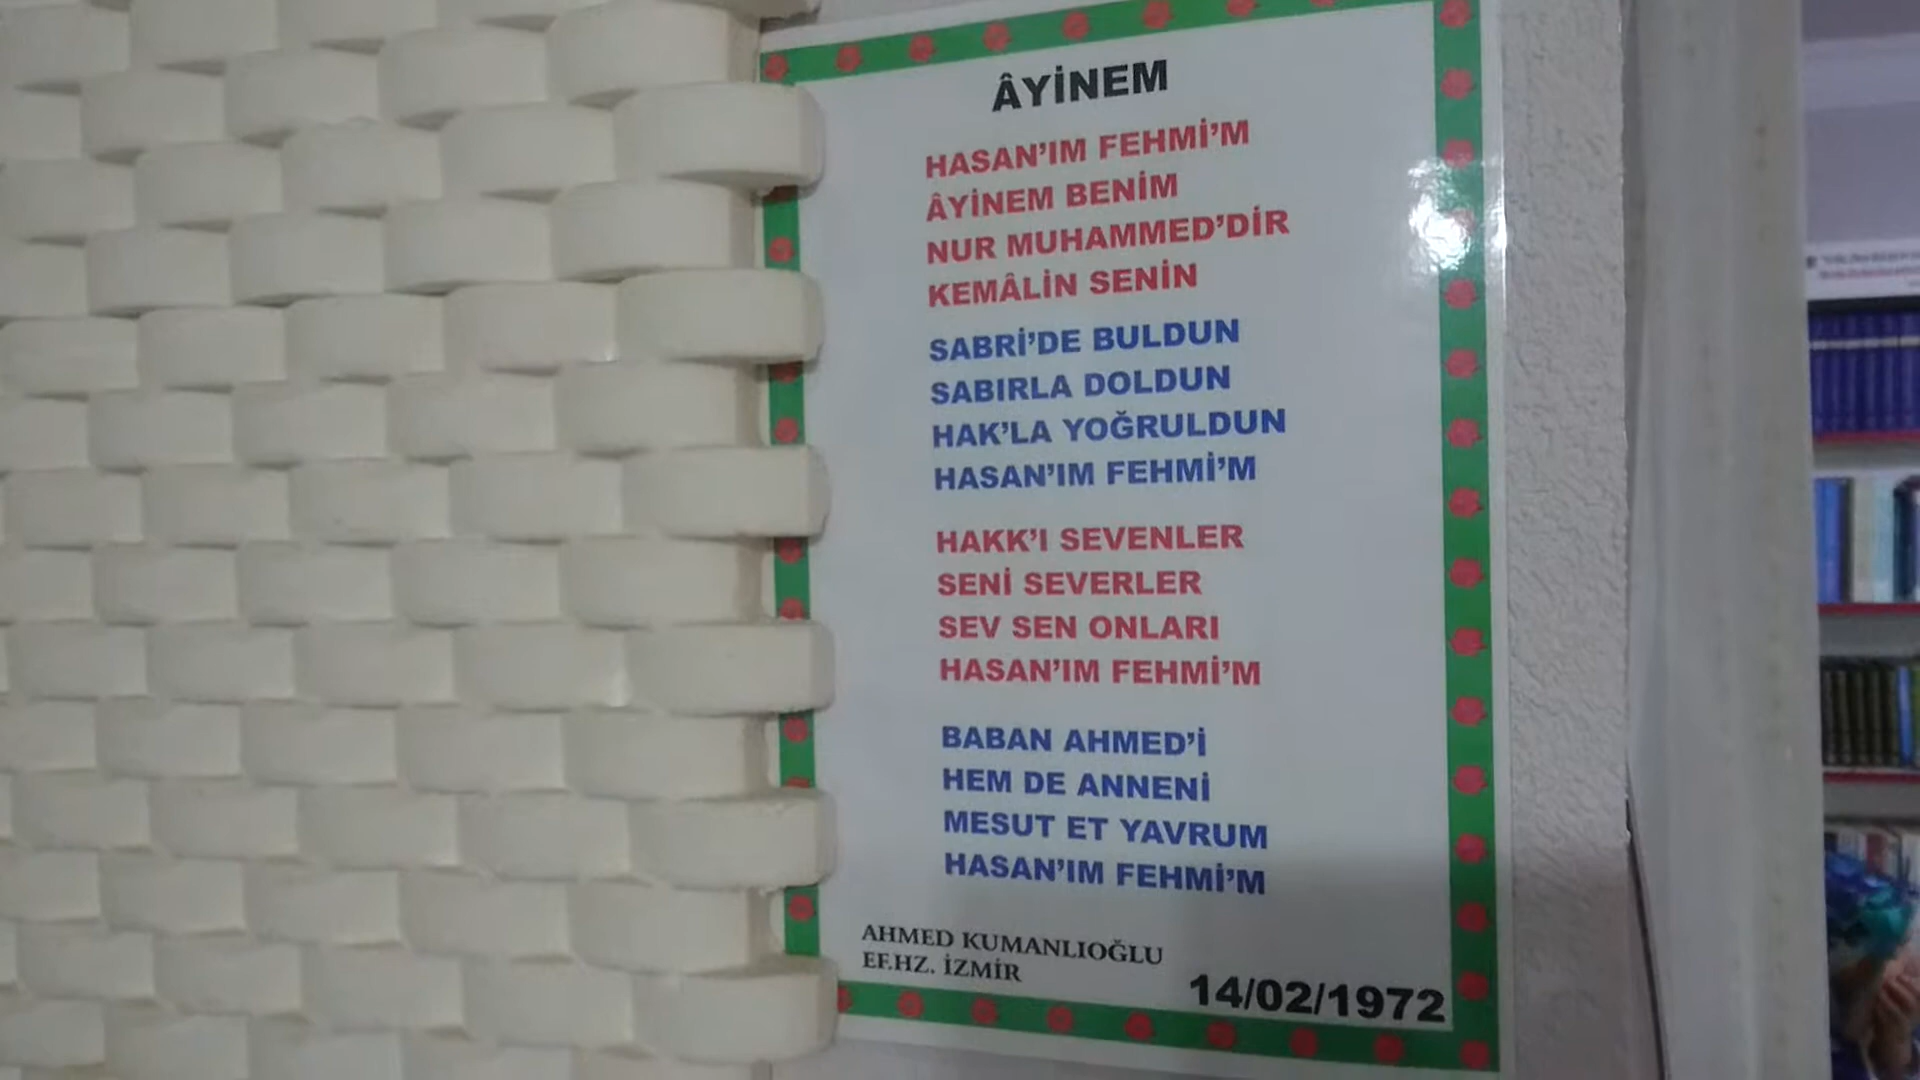 ÂYİNEM
HASAN'IM FEHMİ'M
ÂYİNEM BENİM
NUR MUHAMMED'DİR
KEMÂLİN SENİN
SABRİ'DE BULDUN
SABIRLA DOLDUN
HAK'LA YOĞRULDUN
HASAN'IM FEHMİ'M
HAKK'I SEVENLER
SENİ SEVERLER
SEV SEN ONLARI
HASAN'IM FEHMİ'M
BABAN AHMED'İ
HEM DE ANNENİ
MESUT ET YAVRUM
HASAN'IM FEHMİ'M
AHMED KUMANLIOĞLU
EF.HZ. İZMİR
14/02/1972